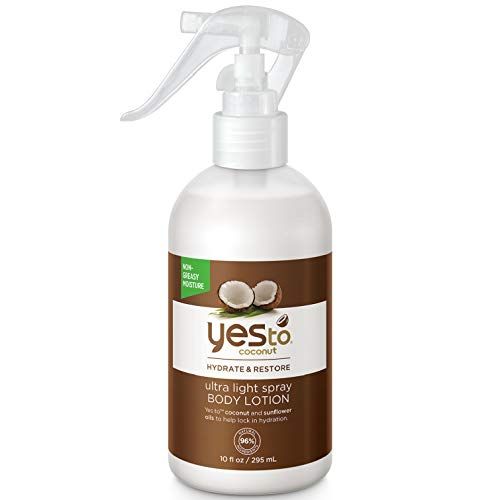 NON-
GREASY
MOISTURE
yes to
coconut
HYDRATE & RESTORE
ultra light spray
BODY LOTION
Yes to™ coconut and sunflower
oils to help lock in hydration.
NATURAL
96%
10 fl oz / 295 mL